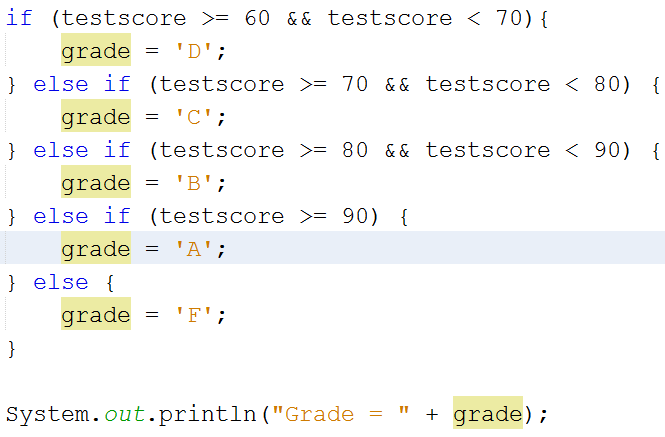 if (testscore >= 60 && testscore < 70){
    grade = 'D';
} else if (testscore >= 70 && testscore < 80) {
    grade = 'C';
} else if (testscore >= 80 && testscore < 90) {
    grade = 'B';
} else if (testscore >= 90) {
    grade = 'A';
} else {
    grade = 'F';
}
System.out.println("Grade = " + grade);